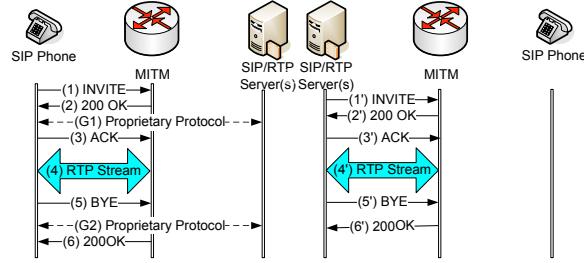 SIP Phone
MITM
SIP/RTP
Server(s)
SIP/RTP
Server(s)
MITM
SIP Phone
(1) INVITE
(2) 200 OK
(G1) Proprietary Protocol
(3) ACK
(4) RTP Stream
(5) BYE
(G2) Proprietary Protocol
(6) 200OK
(1') INVITE
(2') 200 OK
(3') ACK
(4') RTP Stream
(5') BYE
(6') 200OK